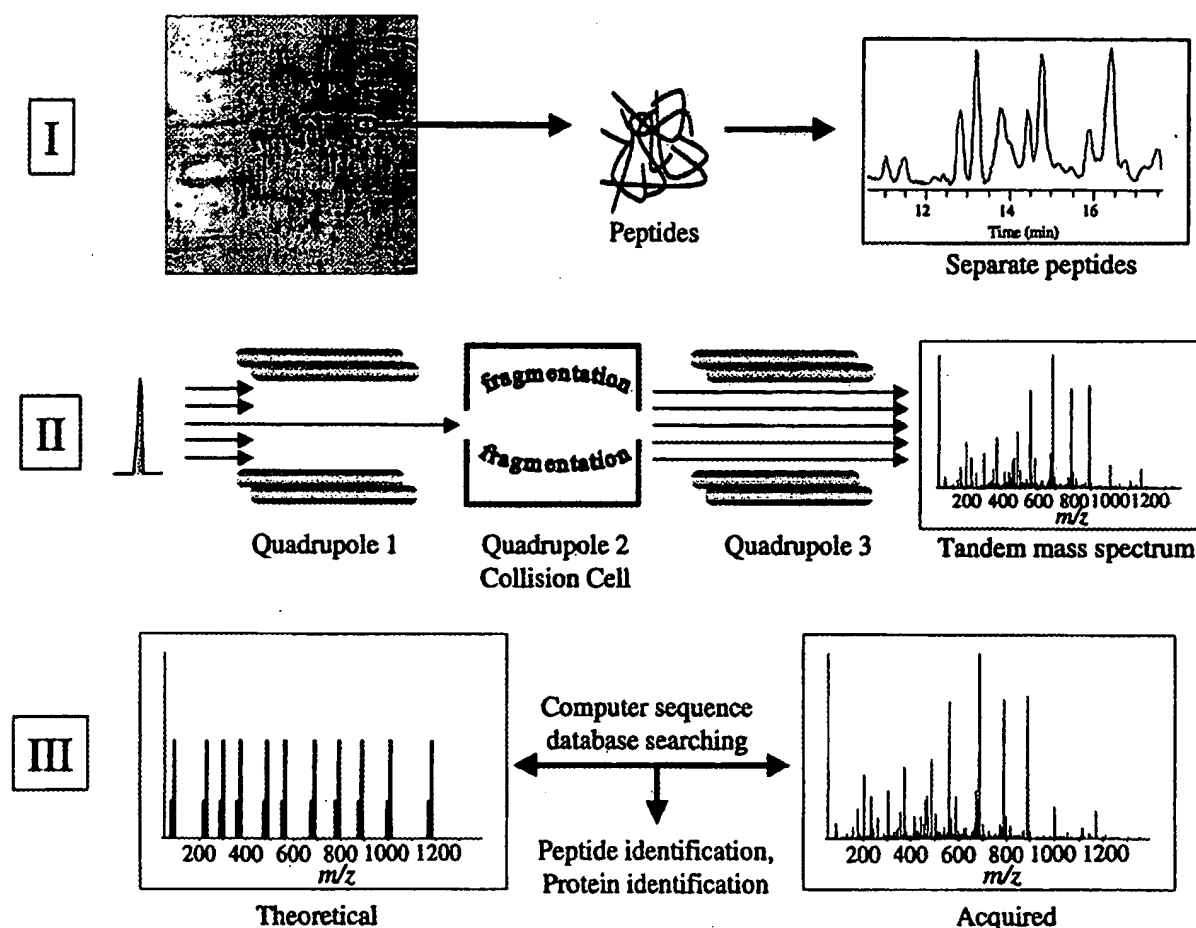 I
Peptides
12 14 16
Time (min)
Separate peptides
II
fragmentation
fragmentation
200 400 600 800 1000 1200
m/z
Quadrupole 1
Quadrupole 2
Collision Cell
Quadrupole 3
Tandem mass spectrum
III
Computer sequence
database searching
Peptide identification,
Protein identification
200 400 600 800 1000 1200
m/z
Theoretical
200 400 600 800 1000 1200
m/z
Acquired